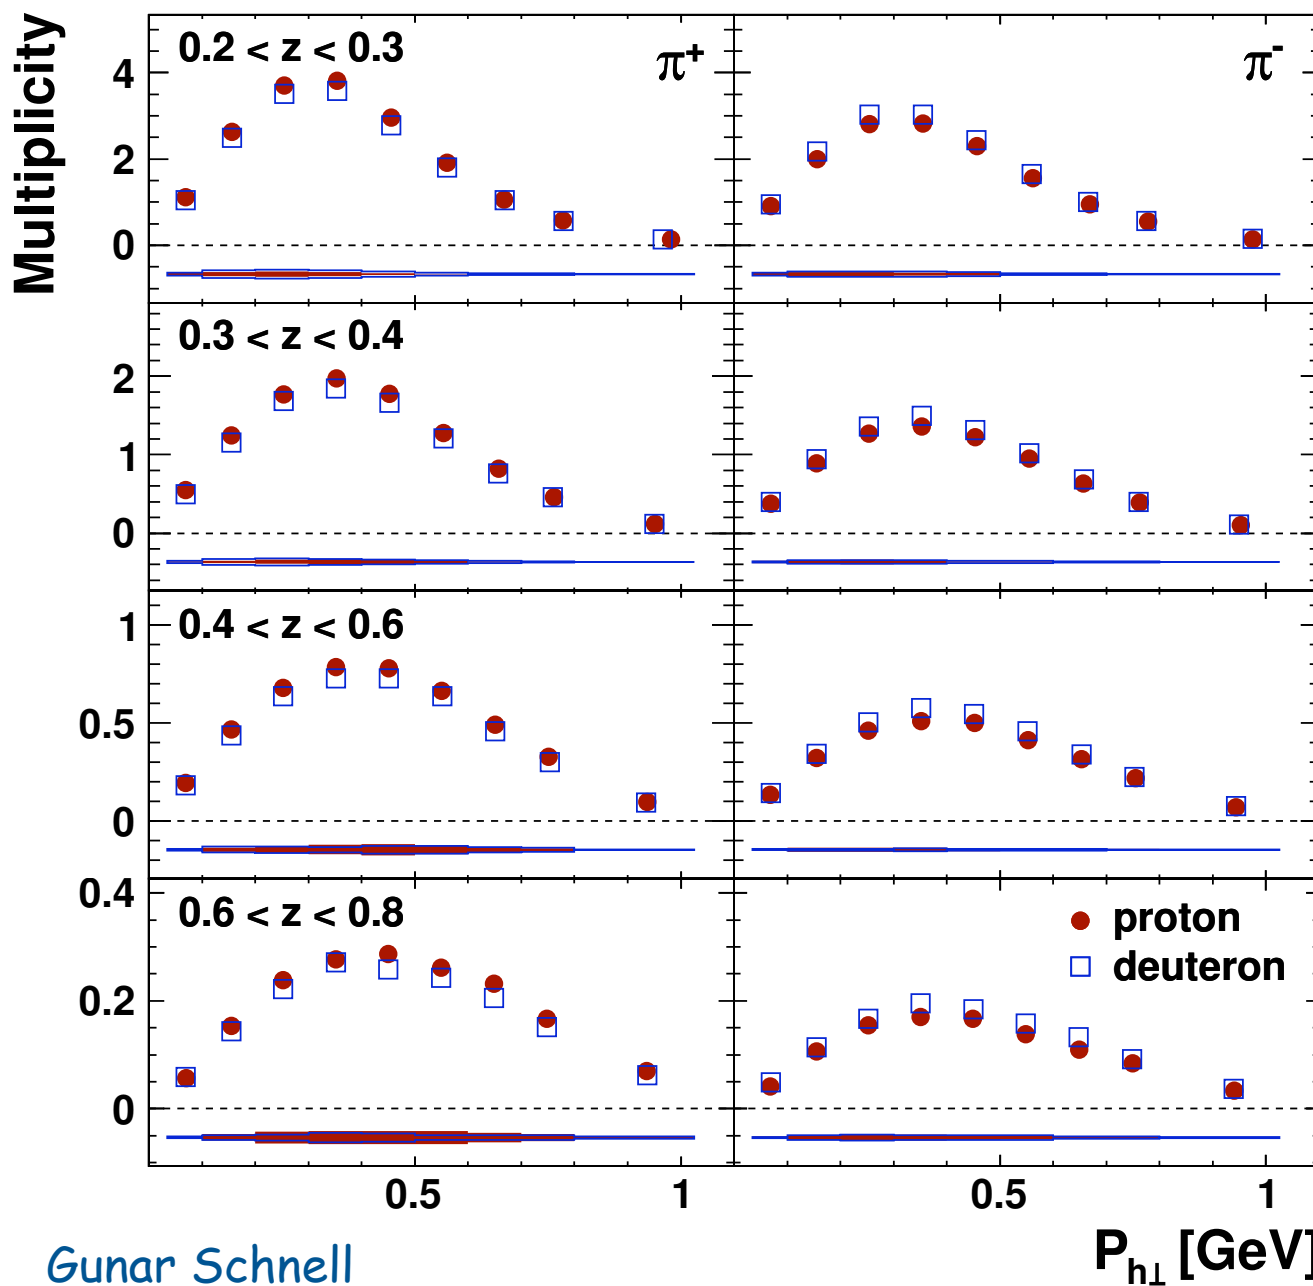 Multiplicity
0.2 < z < 0.3
π+
π-
4
2
0
0.3 < z < 0.4
2
1
0
0.4 < z < 0.6
1
0.5
0
0.6 < z < 0.8
0.4
0.2
0
proton
deuteron
0.5
1
0.5
1
Ph⊥ [GeV]
Gunar Schnell